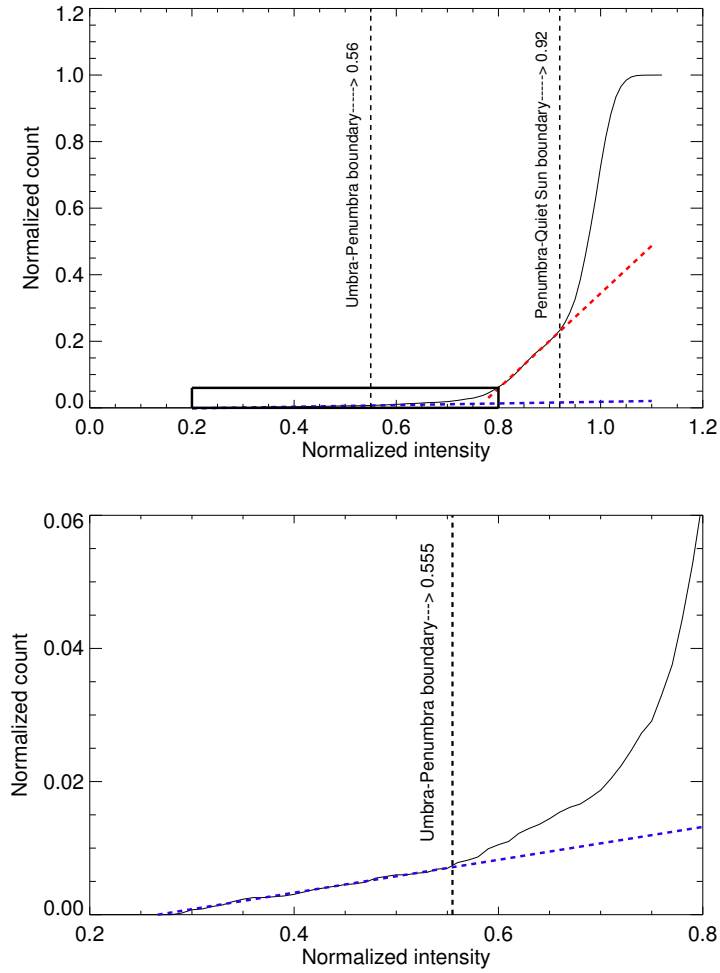 1.2
1.0
0.8
0.6
0.4
0.2
0.0
Normalized count
Umbra-Penumbra boundary-----> 0.56
Penumbra-Quiet Sun boundary-----> 0.92
0.0 0.2 0.4 0.6 0.8 1.0 1.2
Normalized intensity
0.06
0.04
0.02
0.00
Normalized count
Umbra-Penumbra boundary---> 0.555
0.2 0.4 0.6 0.8
Normalized intensity